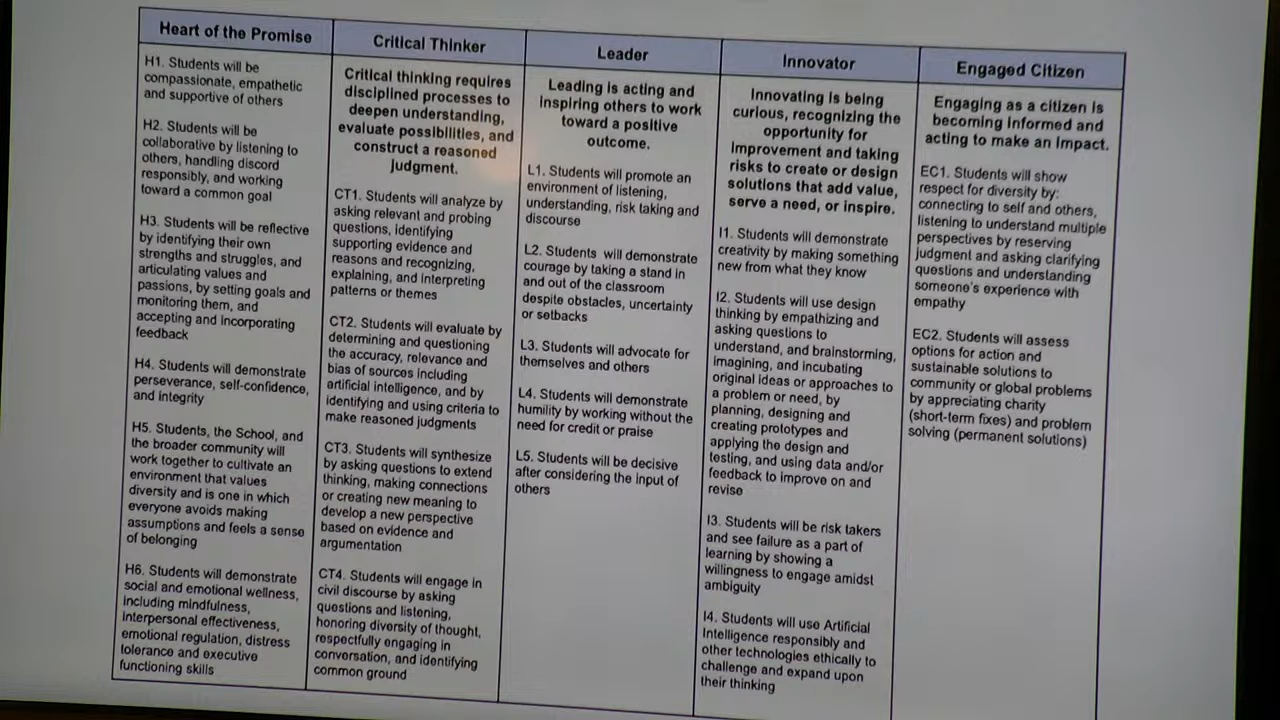 Heart of the Promise
H1. Students will be
compassionate, empathetic
and supportive of others
H2. Students will be
collaborative by listening to
others, handling discord
responsibly, and working
toward a common goal
H3. Students will be reflective
by identifying their own
strengths and struggles, and
articulating values and
passions, by setting goals and
monitoring them, and
accepting and incorporating
feedback
H4. Students will demonstrate
perseverance, self-confidence,
and integrity
H5. Students, the School, and
the broader community will
work together to cultivate an
environment that values
diversity and is one in which
everyone avoids making
assumptions and feels a sense
of belonging
H6. Students will demonstrate
social and emotional wellness,
including mindfulness,
interpersonal effectiveness,
emotional regulation, distress
tolerance and executive
functioning skills
Critical Thinker
Critical thinking requires
disciplined processes to
deepen understanding,
evaluate possibilities, and
construct a reasoned
judgment.
CT1. Students will analyze by
asking relevant and probing
questions, identifying
supporting evidence and
reasons and recognizing,
explaining, and interpreting
patterns or themes
CT2. Students will evaluate by
determining and questioning
the accuracy, relevance and
bias of sources including
artificial intelligence, and by
identifying and using criteria to
make reasoned judgments
CT3. Students will synthesize
by asking questions to extend
thinking, making connections
or creating new meaning to
develop a new perspective
based on evidence and
argumentation
CT4. Students will engage in
civil discourse by asking
questions and listening,
honoring diversity of thought,
respectfully engaging in
conversation, and identifying
common ground
Leader
Leading is acting and
inspiring others to work
toward a positive
outcome.
L1. Students will promote an
environment of listening,
understanding, risk taking and
discourse
L2. Students will demonstrate
courage by taking a stand in
and out of the classroom
despite obstacles, uncertainty
or setbacks
L3. Students will advocate for
themselves and others
L4. Students will demonstrate
humility by working without the
need for credit or praise
L5. Students will be decisive
after considering the input of
others
Innovator
Innovating is being
curious, recognizing the
opportunity for
improvement and taking
risks to create or design
solutions that add value,
serve a need, or inspire.
I1. Students will demonstrate
creativity by making something
new from what they know
I2. Students will use design
thinking by empathizing and
asking questions to
understand, and brainstorming,
imagining, and incubating
original ideas or approaches to
a problem or need, by
planning, designing and
creating prototypes and
applying the design and
testing, and using data and/or
feedback to improve on and
revise
I3. Students will be risk takers
and see failure as a part of
learning by showing a
willingness to engage amidst
ambiguity
I4. Students will use Artificial
Intelligence responsibly and
other technologies ethically to
challenge and expand upon
their thinking
Engaged Citizen
Engaging as a citizen is
becoming informed and
acting to make an impact.
EC1. Students will show
respect for diversity by:
connecting to self and others,
listening to understand multiple
perspectives by reserving
judgment and asking clarifying
questions and understanding
someone's experience with
empathy
EC2. Students will assess
options for action and
sustainable solutions to
community or global problems
by appreciating charity
(short-term fixes) and problem
solving (permanent solutions)